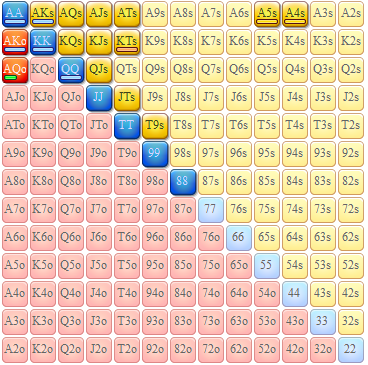 AA AKs AQs AJs ATs A9s A8s A7s A6s A5s A4s A3s A2s
AKo KK KQs KJs KTs K9s K8s K7s K6s K5s K4s K3s K2s
AQo KQo QQ QJs QTs Q9s Q8s Q7s Q6s Q5s Q4s Q3s Q2s
AJo KJo QJo JJ JTs J9s J8s J7s J6s J5s J4s J3s J2s
ATo KTo QTo JTo TT T9s T8s T7s T6s T5s T4s T3s T2s
A9o K9o Q9o J9o T9o 99 98s 97s 96s 95s 94s 93s 92s
A8o K8o Q8o J8o T8o 98o 88 87s 86s 85s 84s 83s 82s
A7o K7o Q7o J7o T7o 97o 87o 77 76s 75s 74s 73s 72s
A6o K6o Q6o J6o T6o 96o 86o 76o 66 65s 64s 63s 62s
A5o K5o Q5o J5o T5o 95o 85o 75o 65o 55 54s 53s 52s
A4o K4o Q4o J4o T4o 94o 84o 74o 64o 54o 44 43s 42s
A3o K3o Q3o J3o T3o 93o 83o 73o 63o 53o 43o 33 32s
A2o K2o Q2o J2o T2o 92o 82o 72o 62o 52o 42o 32o 22